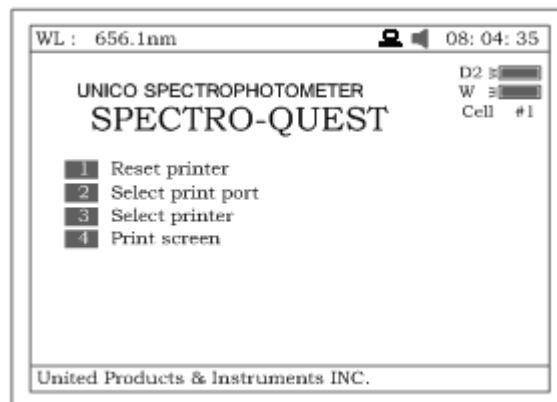 WL : 656.1nm 08: 04: 35
D2
UNICO SPECTROPHOTOMETER W
SPECTRO-QUEST Cell #1
1 Reset printer
2 Select print port
3 Select printer
4 Print screen
United Products & Instruments INC.